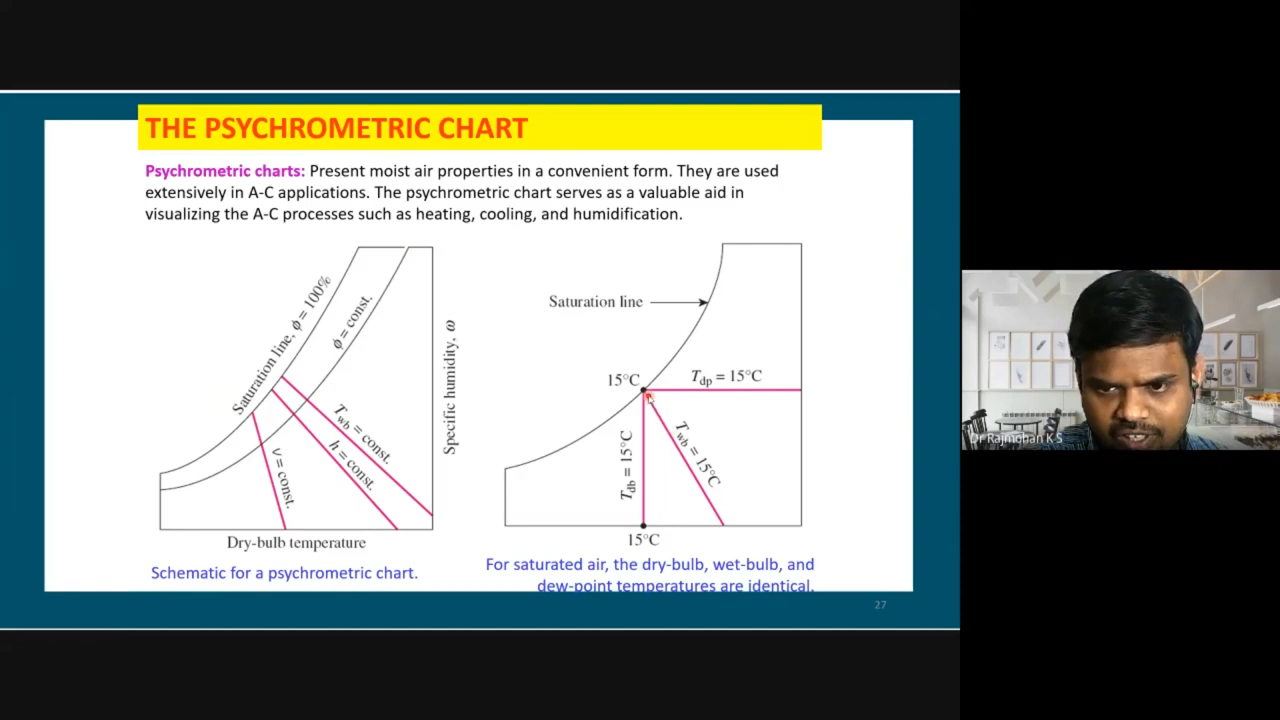 THE PSYCHROMETRIC CHART
Psychrometric charts: Present moist air properties in a convenient form. They are used
extensively in A-C applications. The psychrometric chart serves as a valuable aid in
visualizing the A-C processes such as heating, cooling, and humidification.
Saturation line, ϕ = 100%
ϕ = const.
T_wb = const.
h = const.
v = const.
Specific humidity, ω
Dry-bulb temperature
Schematic for a psychrometric chart.
Saturation line
15°C
T_dp = 15°C
T_db = 15°C
T_wb = 15°C
15°C
For saturated air, the dry-bulb, wet-bulb, and
dew-point temperatures are identical.
27
Dr Rajmohan K S